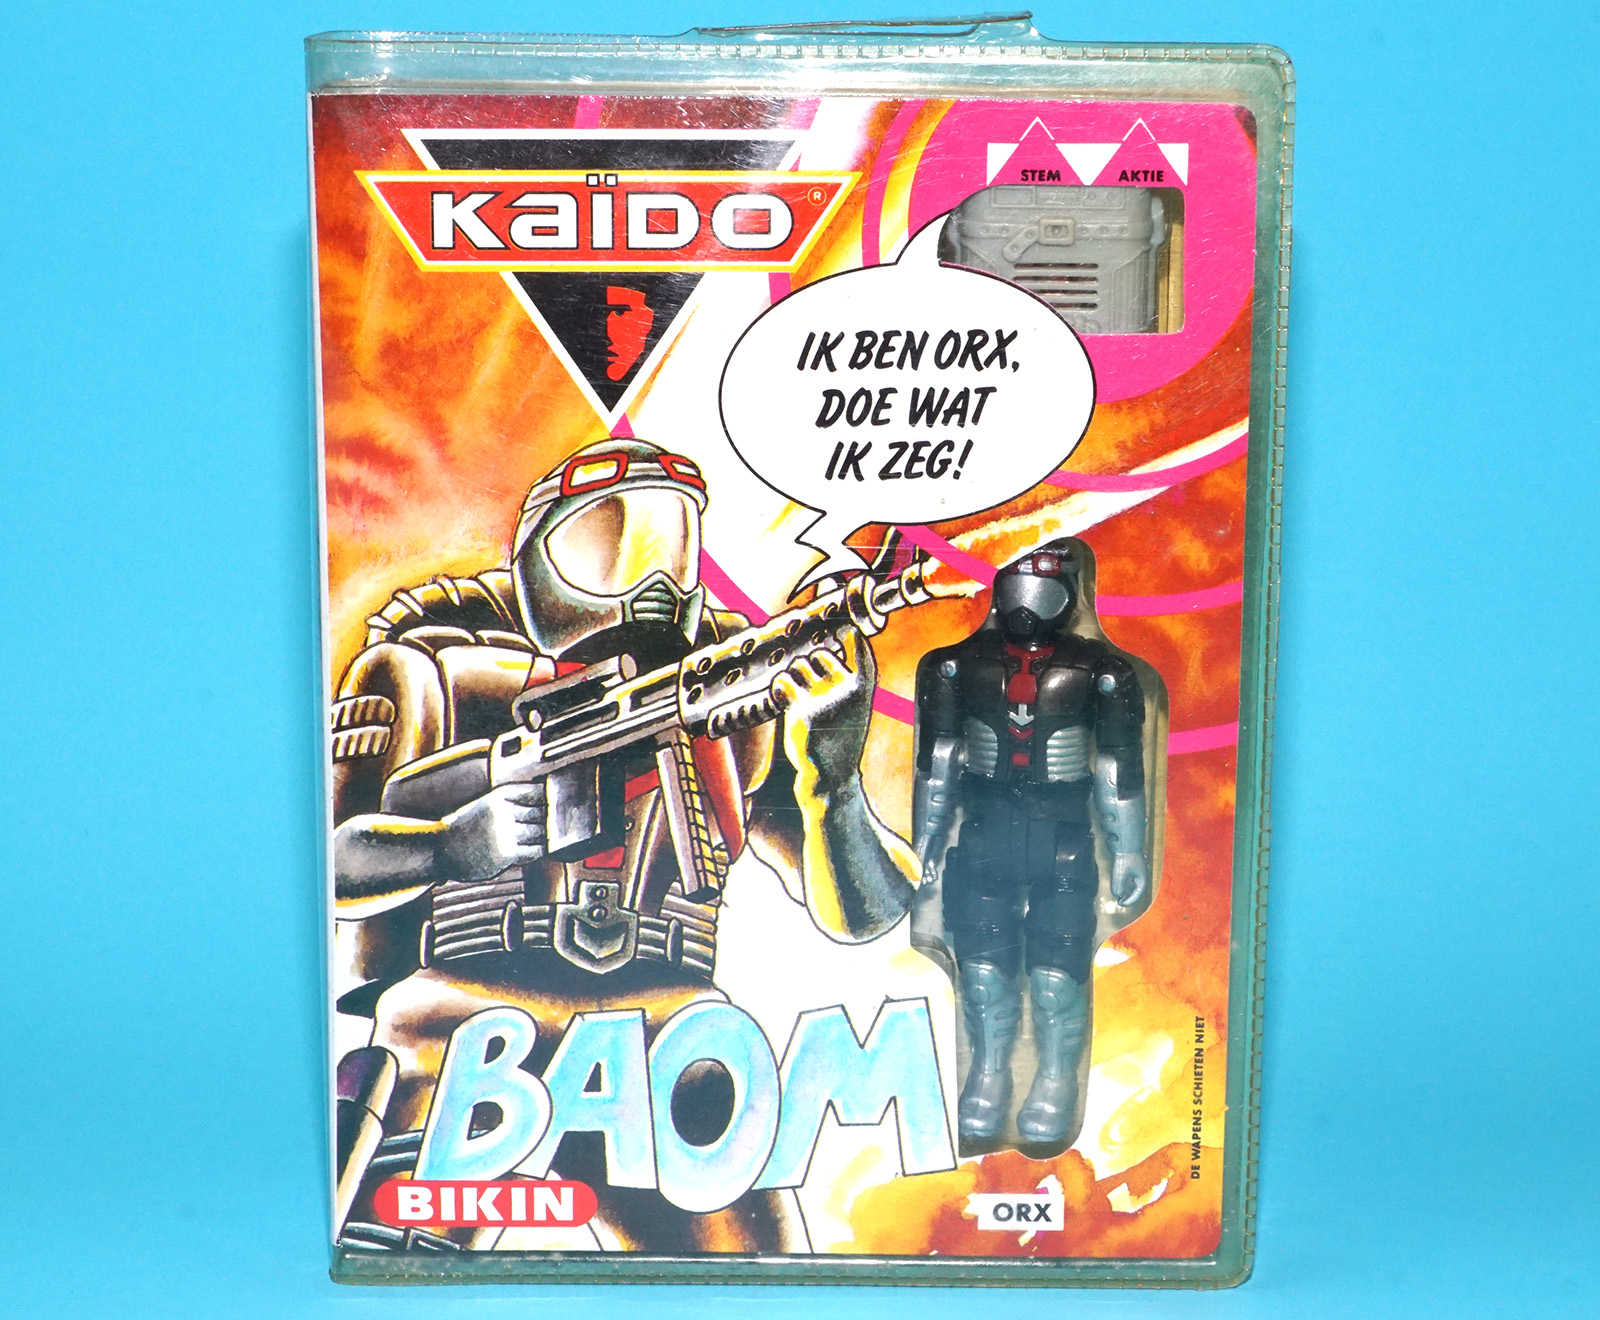 STEM AKTIE
KaïDO ®
IK BEN ORX,
DOE WAT
IK ZEG!
BAOM
DE WAPENS SCHIETEN NIET
BIKIN
ORX